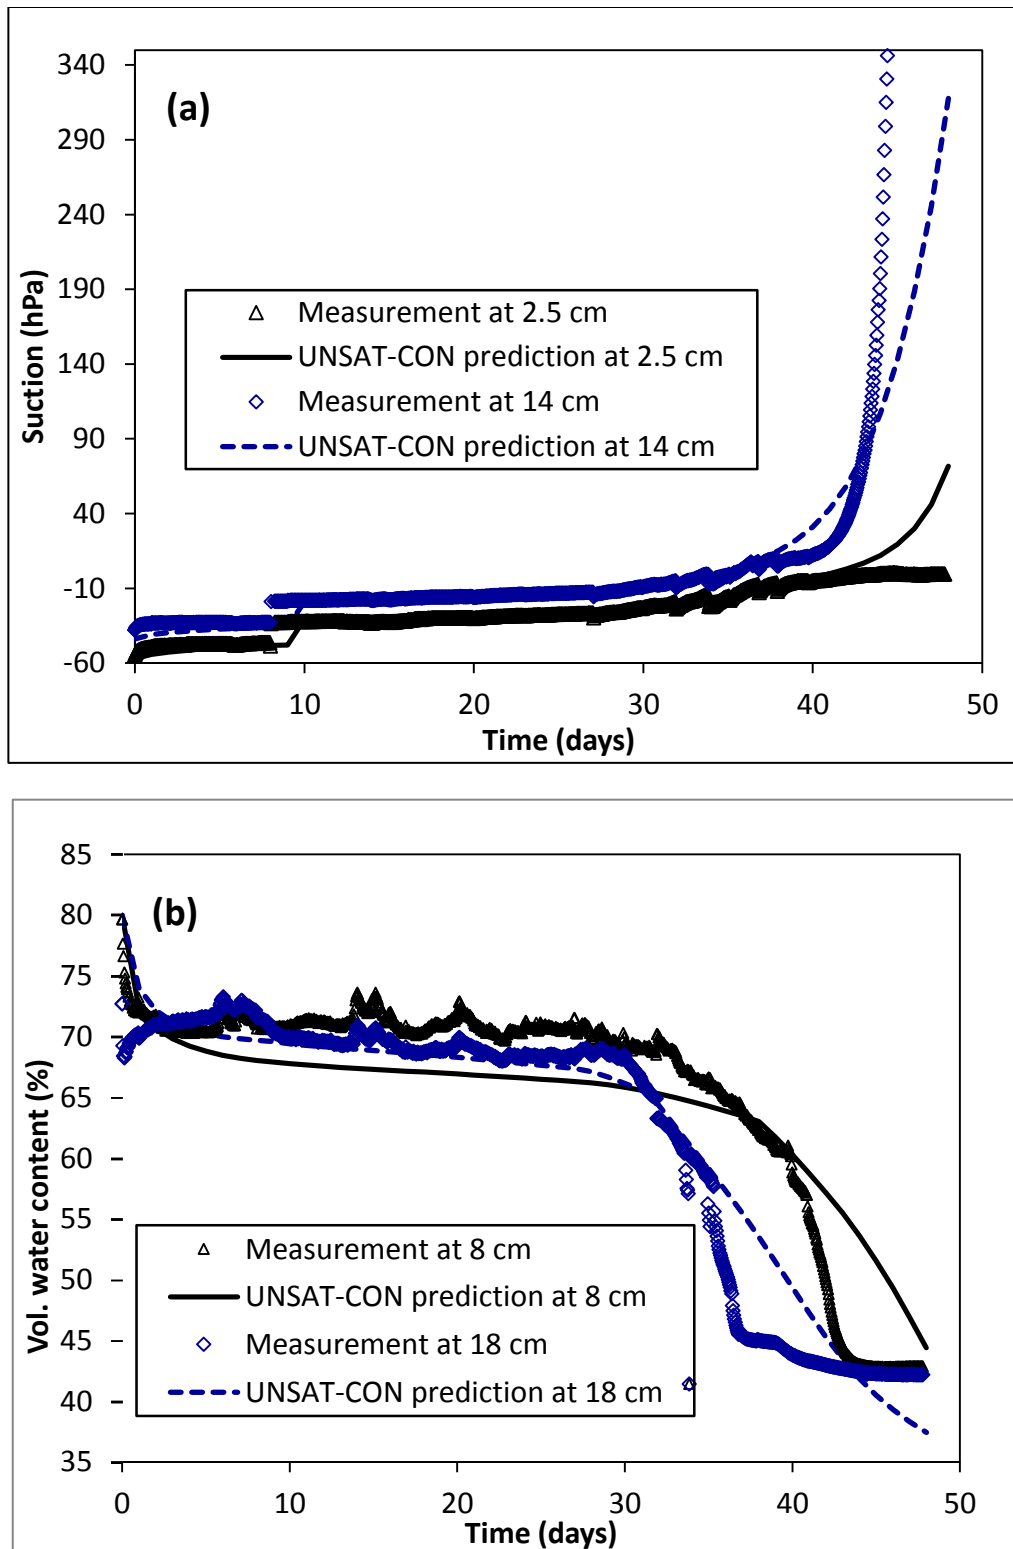 (a)
340
290
240
190
140
90
40
-10
-60
Suction (hPa)
Measurement at 2.5 cm
UNSAT-CON prediction at 2.5 cm
Measurement at 14 cm
UNSAT-CON prediction at 14 cm
0
10
20
30
40
50
Time (days)
(b)
85
80
75
70
65
60
55
50
45
40
35
Vol. water content (%)
Measurement at 8 cm
UNSAT-CON prediction at 8 cm
Measurement at 18 cm
UNSAT-CON prediction at 18 cm
0
10
20
30
40
50
Time (days)